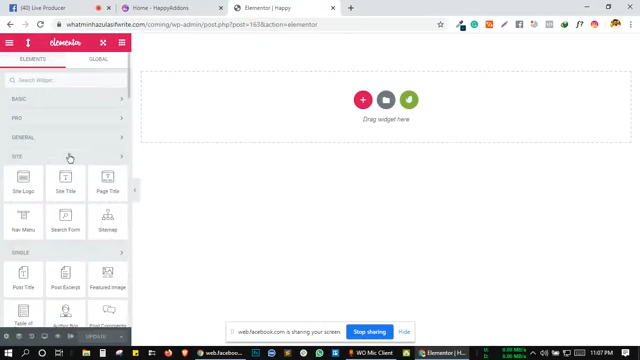 (4) Live Producer
Home - HappyAddons
Elementor | Happy
whatminhazulasifwrite.com/coming/wp-admin/post.php?post=163&action=elementor
elementor
ELEMENTS
GLOBAL
Search Widget...
BASIC
PRO
GENERAL
SITE
Site Logo
Site Title
Page Title
Nav Menu
Search Form
Sitemap
SINGLE
Post Title
Post Excerpt
Featured Image
Table of
Author Box
Post Comments
UPDATE
Drag widget here
web.facebook.com is sharing your screen.
Stop sharing
Hide
web.facebook...
WO Mic Client
Elementor | H...
11:07 PM